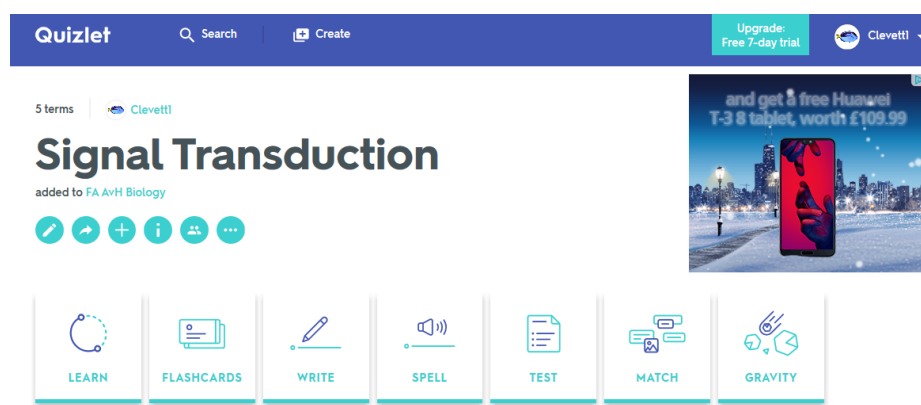 Quizlet
Search
Create
Upgrade:
Free 7-day trial
Clevett1
5 terms
Clevett1
Signal Transduction
added to FA AvH Biology
and get a free Huawei
T-3 8 tablet, worth £109.99
LEARN
FLASHCARDS
WRITE
SPELL
TEST
MATCH
GRAVITY